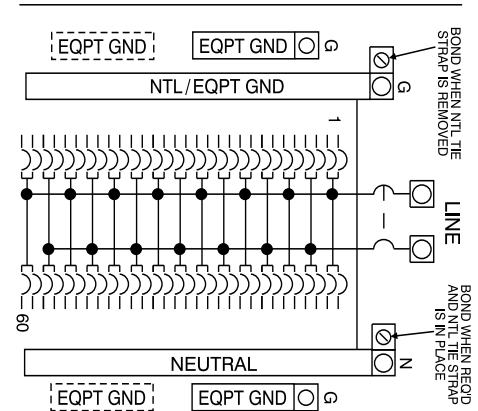 EQPT GND
EQPT GND
G
BOND WHEN NTL TIE
STRAP IS REMOVED
NTL/EQPT GND
G
1
LINE
60
BOND WHEN REQ'D
AND NTL TIE STRAP
IS IN PLACE
NEUTRAL
N
EQPT GND
EQPT GND
G